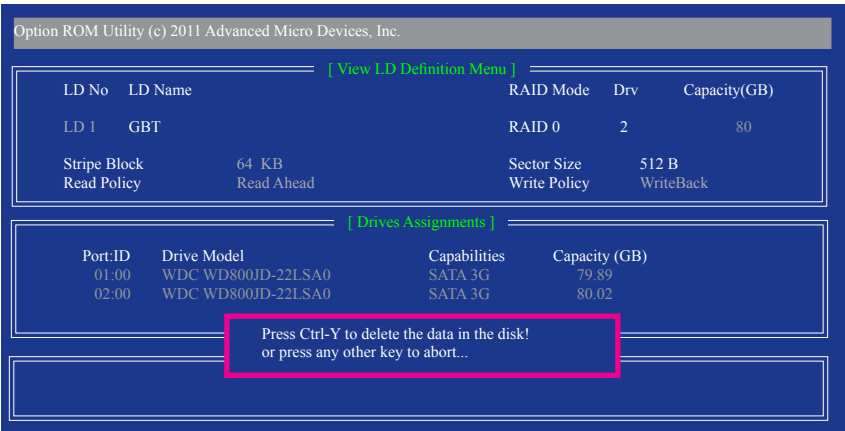 Option ROM Utility (c) 2011 Advanced Micro Devices, Inc.
[ View LD Definition Menu ]
LD No LD Name RAID Mode Drv Capacity(GB)
LD 1 GBT RAID 0 2 80
Stripe Block 64 KB Sector Size 512 B
Read Policy Read Ahead Write Policy WriteBack
[ Drives Assignments ]
Port:ID Drive Model Capabilities Capacity (GB)
01:00 WDC WD800JD-22LSA0 SATA 3G 79.89
02:00 WDC WD800JD-22LSA0 SATA 3G 80.02
Press Ctrl-Y to delete the data in the disk!
or press any other key to abort...